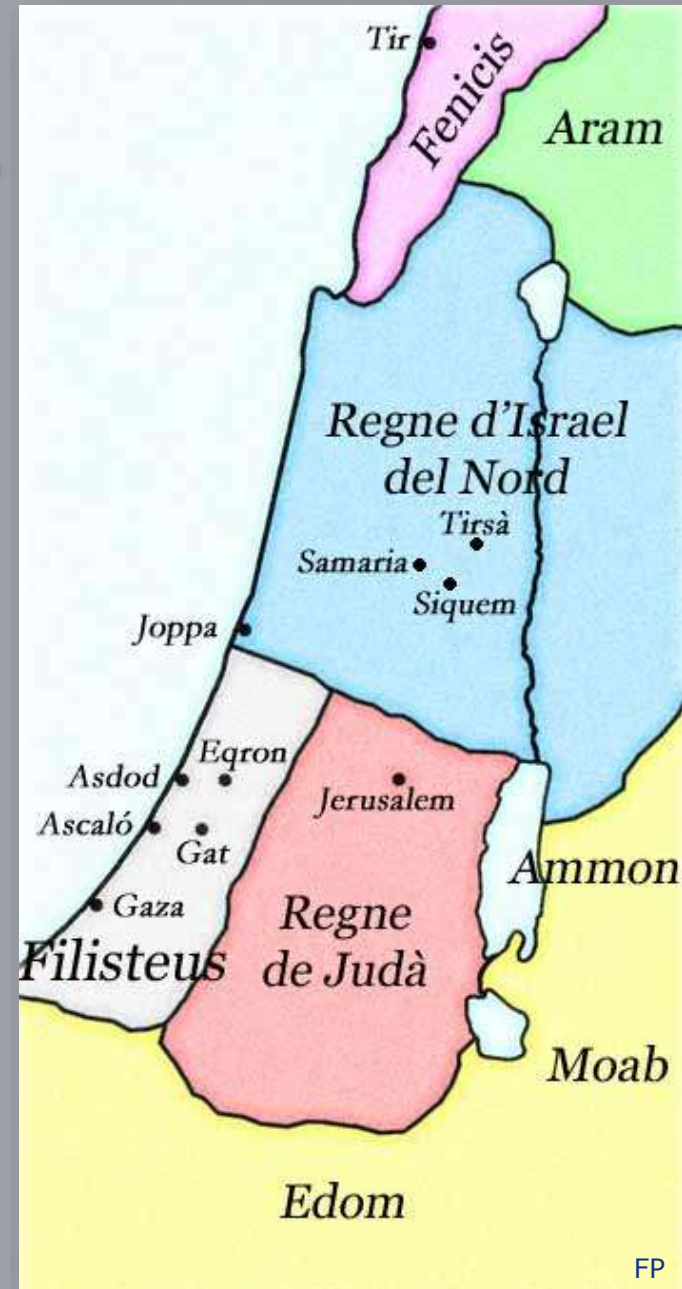 Tir
Fenicis
Aram
Regne d'Israel
del Nord
Tirsà
Samaria
Siquem
Joppa
Eqron
Asdod
Jerusalem
Ascaló
Gat
Ammon
Gaza
Regne
de Judà
Filisteus
Moab
Edom
FP